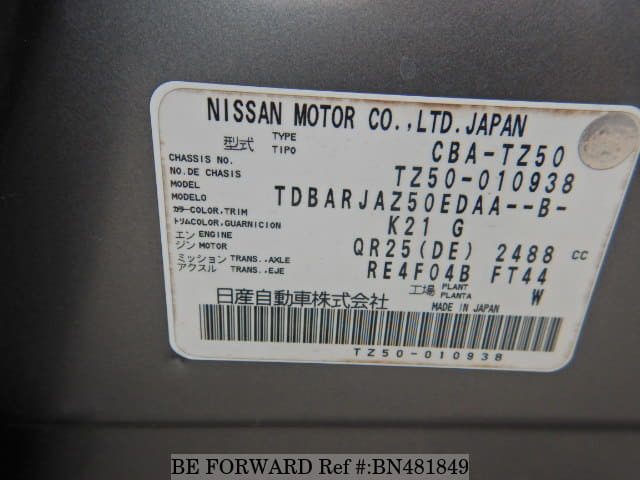 NISSAN MOTOR CO.,LTD.JAPAN
型式 TYPE TIPO CBA-TZ50
CHASSIS NO. NO.DE CHASIS TZ50-010938
MODEL MODELO TDBARJAZ50EDAA--B-
カラー COLOR,TRIM トリム COLOR,GUARNICION K21 G
エンジン ENGINE MOTOR QR25(DE) 2488 cc
ミッション TRANS.,AXLE アクスル TRANS.,EJE RE4F04B FT44
工場 PLANT PLANTA W
日産自動車株式会社 MADE IN JAPAN
TZ50-010938
BE FORWARD Ref #:BN481849